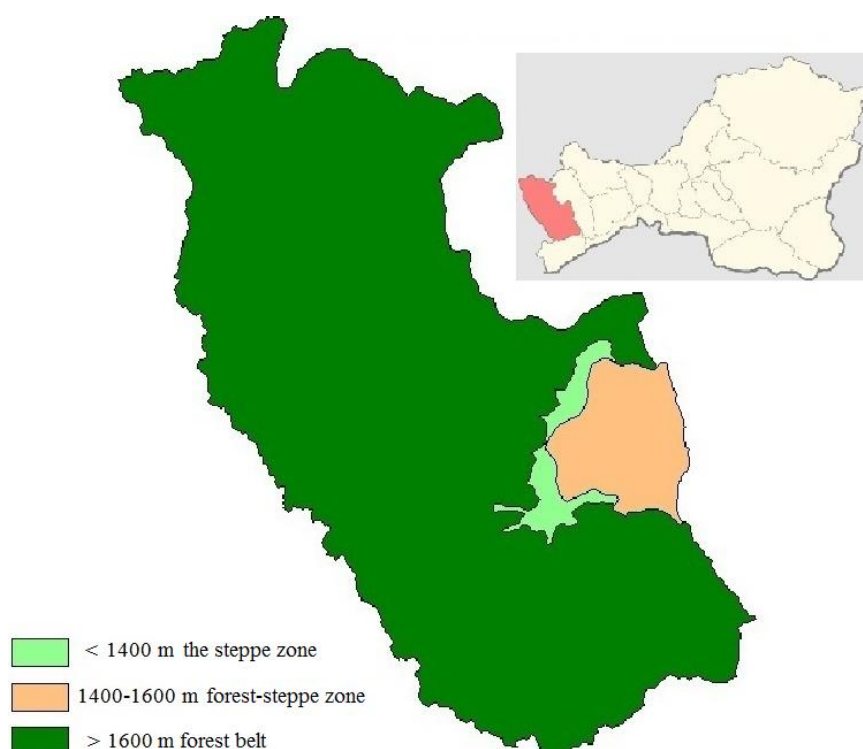 < 1400 m the steppe zone
1400-1600 m forest-steppe zone
> 1600 m forest belt